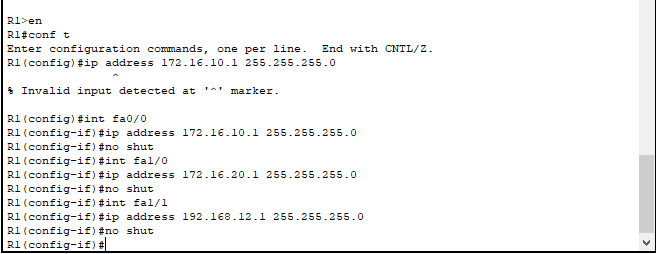 R1>en
R1#conf t
Enter configuration commands, one per line.  End with CNTL/Z.
R1(config)#ip address 172.16.10.1 255.255.255.0
^
% Invalid input detected at '^' marker.
R1(config)#int fa0/0
R1(config-if)#ip address 172.16.10.1 255.255.255.0
R1(config-if)#no shut
R1(config-if)#int fa1/0
R1(config-if)#ip address 172.16.20.1 255.255.255.0
R1(config-if)#no shut
R1(config-if)#int fa1/1
R1(config-if)#ip address 192.168.12.1 255.255.255.0
R1(config-if)#no shut
R1(config-if)#